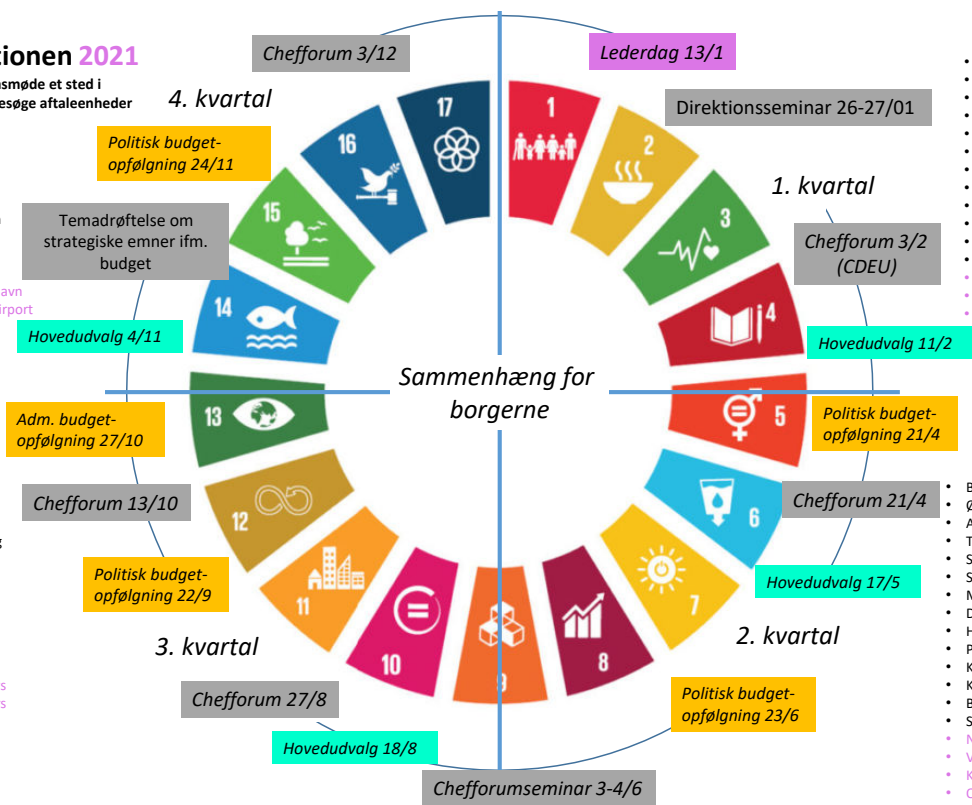 tionen 2021
smøde et sted i
esøge aftaleenheder
Chefforum 3/12
Lederdag 13/1
4. kvartal
Direktionsseminar 26-27/01
Politisk budget-
opfølgning 24/11
1. kvartal
Temadrøftelse om
strategiske emner ifm.
budget
Chefforum 3/2
(CDEU)
avn
irport
Hovedudvalg 4/11
Hovedudvalg 11/2
Sammenhæng for
borgerne
Adm. budget-
opfølgning 27/10
Politisk budget-
opfølgning 21/4
Chefforum 13/10
Chefforum 21/4
Politisk budget-
opfølgning 22/9
Hovedudvalg 17/5
3. kvartal
2. kvartal
Chefforum 27/8
Politisk budget-
opfølgning 23/6
Hovedudvalg 18/8
Chefforumseminar 3-4/6
1
2
3
4
5
6
7
8
9
10
11
12
13
14
15
16
17
g
s
s
• B
• Ø
• A
• T
• S
• S
• N
• D
• H
• P
• K
• K
• B
• S
• N
• V
• K